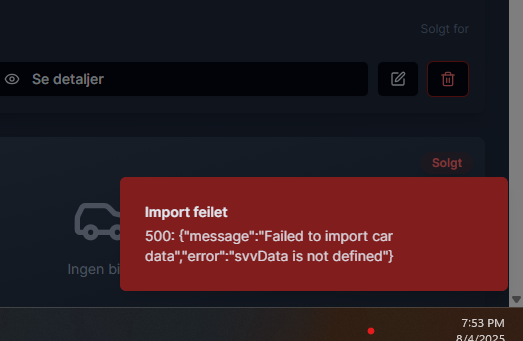 Solgt for
Se detaljer
Solgt
Import feilet
500: {"message":"Failed to import car
data","error":"svvData is not defined"}
Ingen bi
7:53 PM
8/4/2025